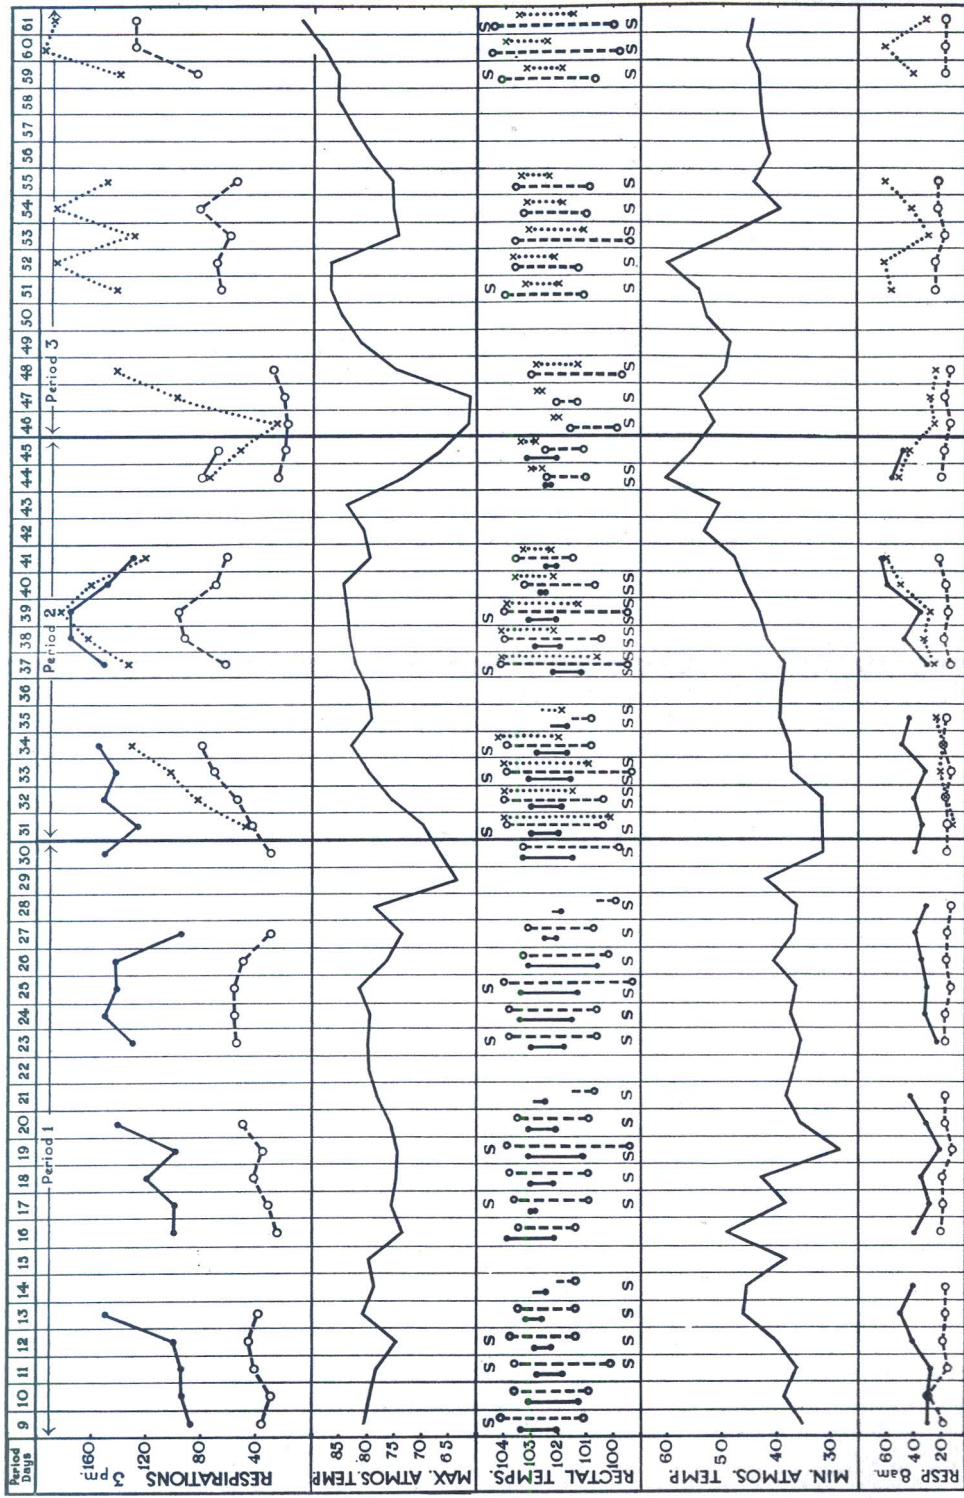 Period Days 9 10 11 12 13 14 15 16 17 18 19 20 21 22 23 24 25 26 27 28 29 30 31 32 33 34 35 36 37 38 39 40 41 42 43 44 45 46 47 48 49 50 51 52 53 54 55 56 57 58 59 60 61
Period 1 Period 2 Period 3
RESPIRATIONS 3 p.m.
160
120
80
40
MAX. ATMOS. TEMP.
85
80
75
70
65
RECTAL TEMPS.
S S S S S S S S S S S S S S S
104
103
102
101
100
MIN. ATMOS. TEMP.
60
50
40
30
RESP. 8 am.
60
40
20